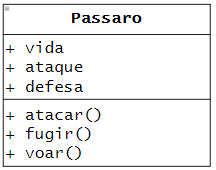 Passaro
+ vida
+ ataque
+ defesa
+ atacar()
+ fugir()
+ voar()